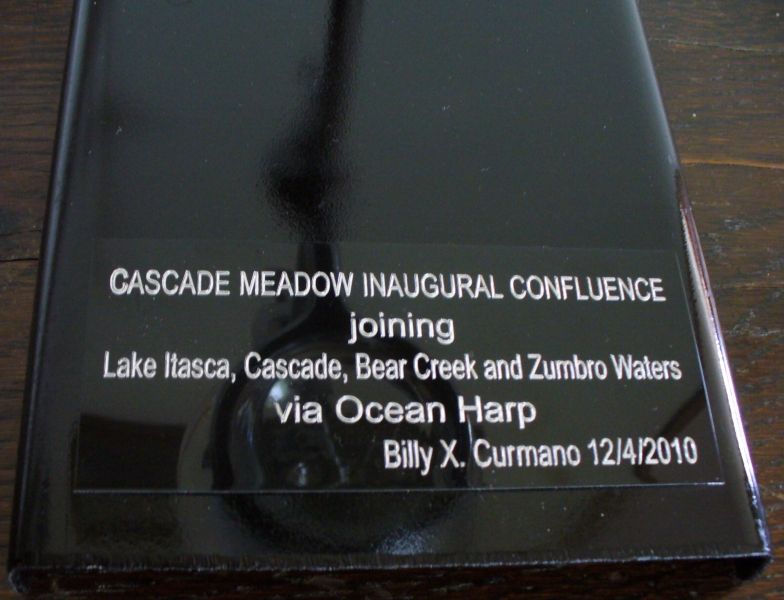 CASCADE MEADOW INAUGURAL CONFLUENCE
joining
Lake Itasca, Cascade, Bear Creek and Zumbro Waters
via Ocean Harp
Billy X. Curmano 12/4/2010